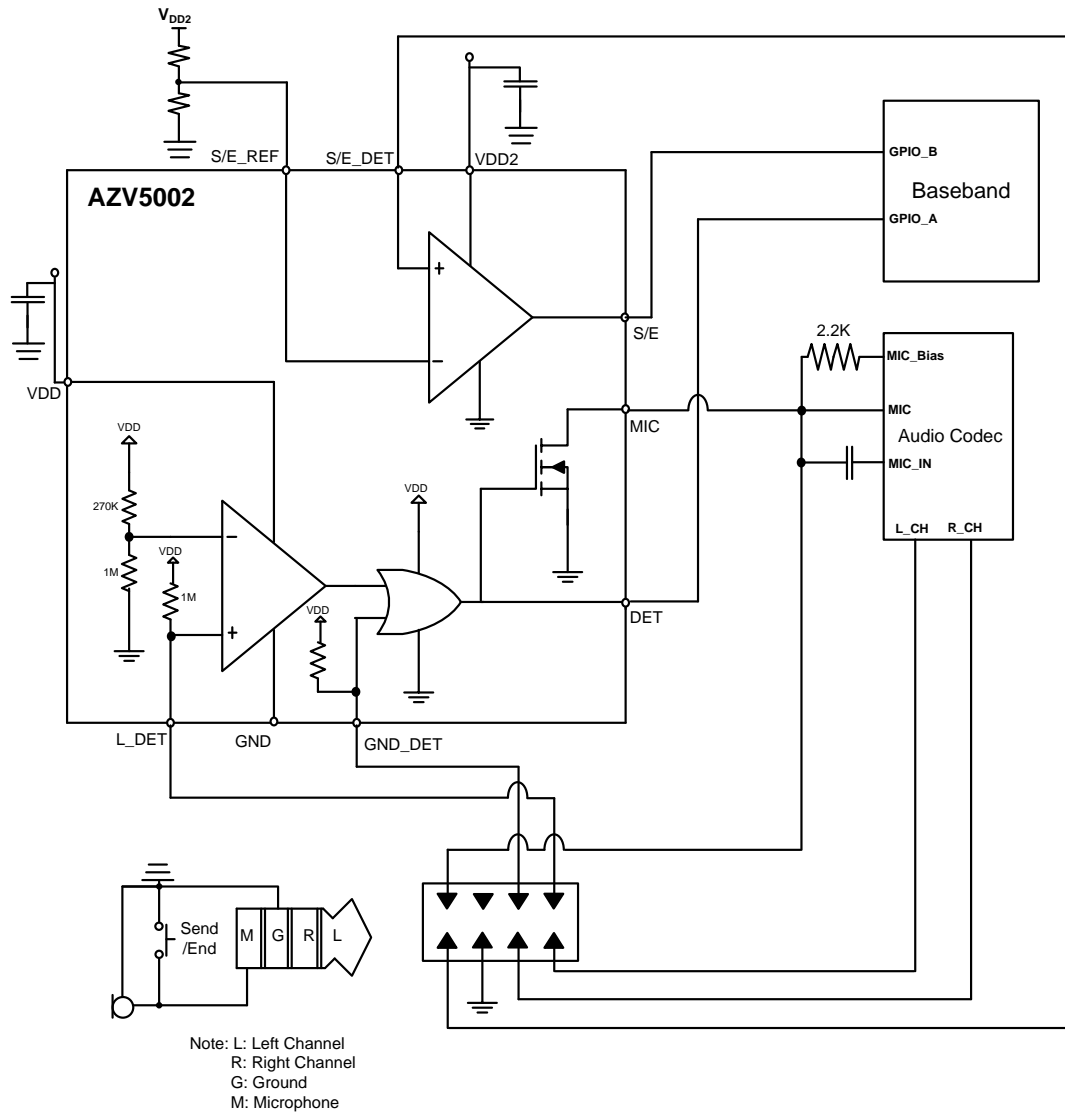 VDD2
S/E_REF
S/E_DET
VDD2
AZV5002
GPIO_B
Baseband
GPIO_A
S/E
2.2K
MIC_Bias
VDD
MIC
MIC
Audio Codec
MIC_IN
VDD
VDD
270K
L_CH R_CH
VDD
1M
1M
VDD
DET
L_DET
GND
GND_DET
Send
/End
M G R L
Note: L: Left Channel
R: Right Channel
G: Ground
M: Microphone